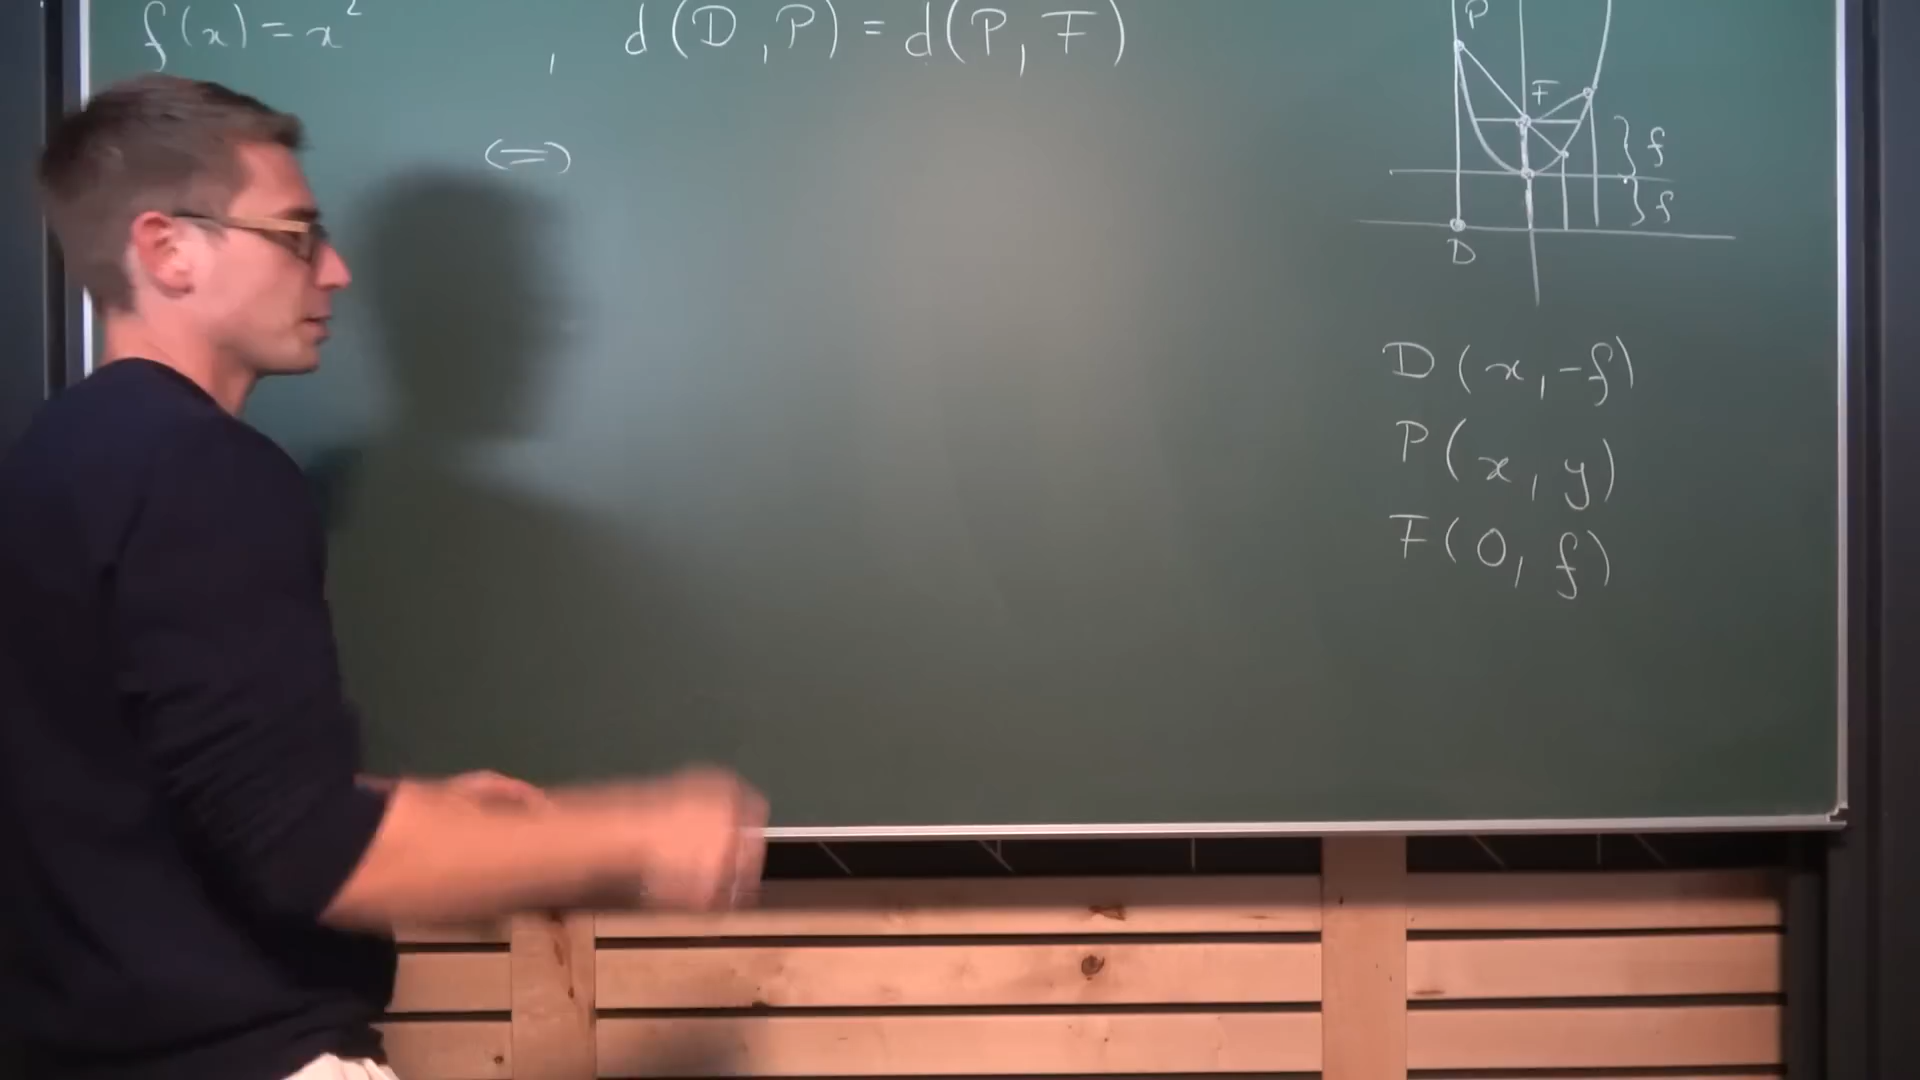 f(x) = x²     ,   d(D,P) = d(P,F)
⟺
P
F
} f
} f
D
D(x,-f)
P(x,y)
F(0,f)